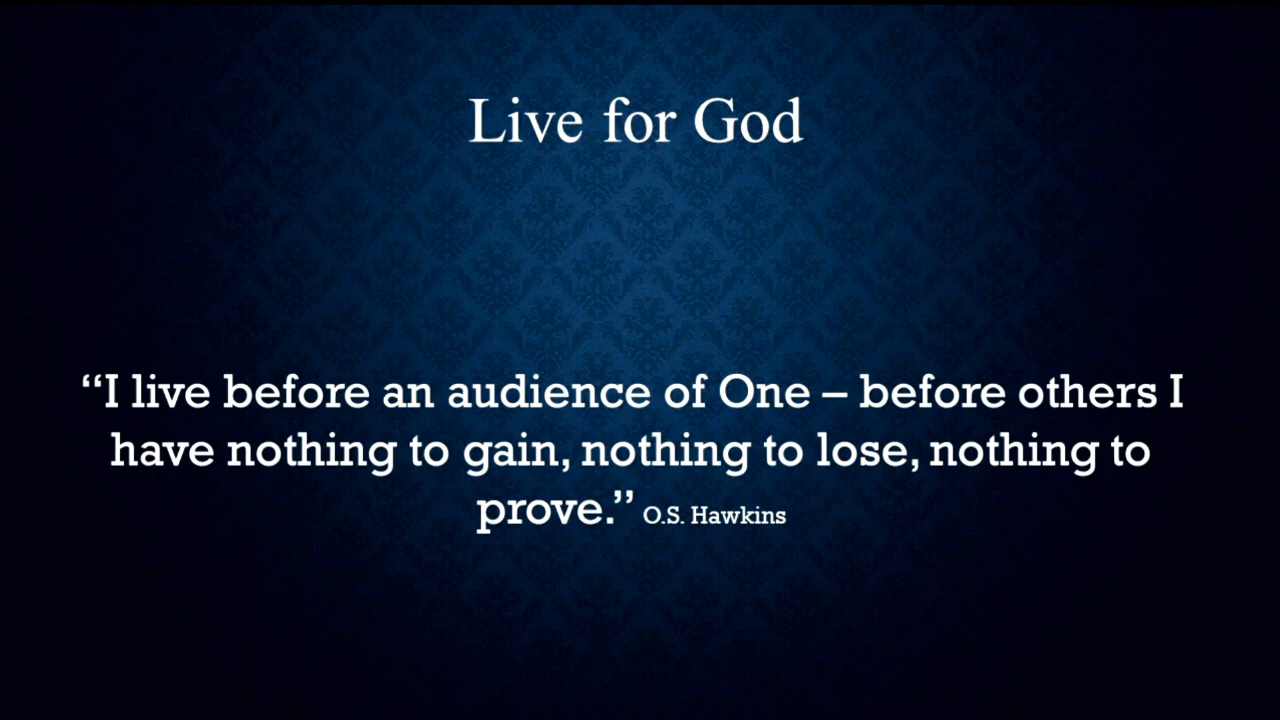 Live for God
“I live before an audience of One – before others I
have nothing to gain, nothing to lose, nothing to
prove.” O.S. Hawkins